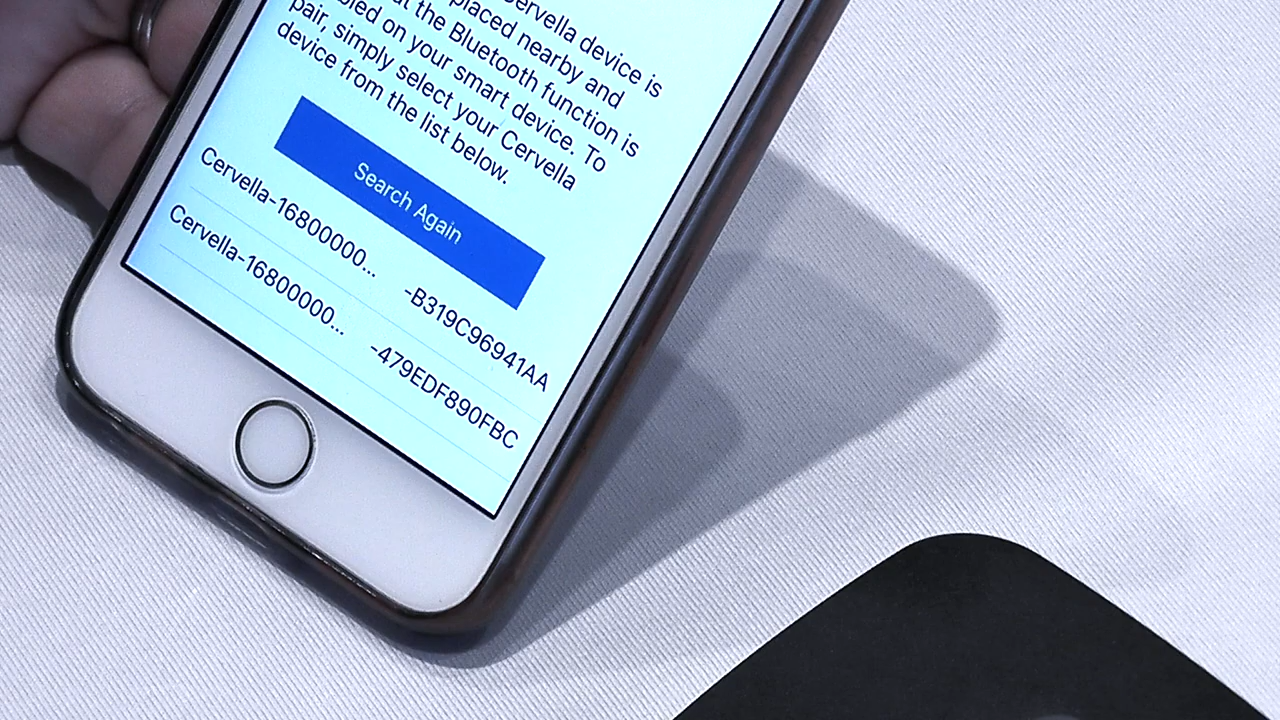 Cervella device is
placed nearby and
the Bluetooth function is
on your smart device. To
pair, simply select your Cervella
device from the list below.
Search Again
Cervella-16800000... -B319C96941AA
Cervella-16800000... -479EDF890FBC